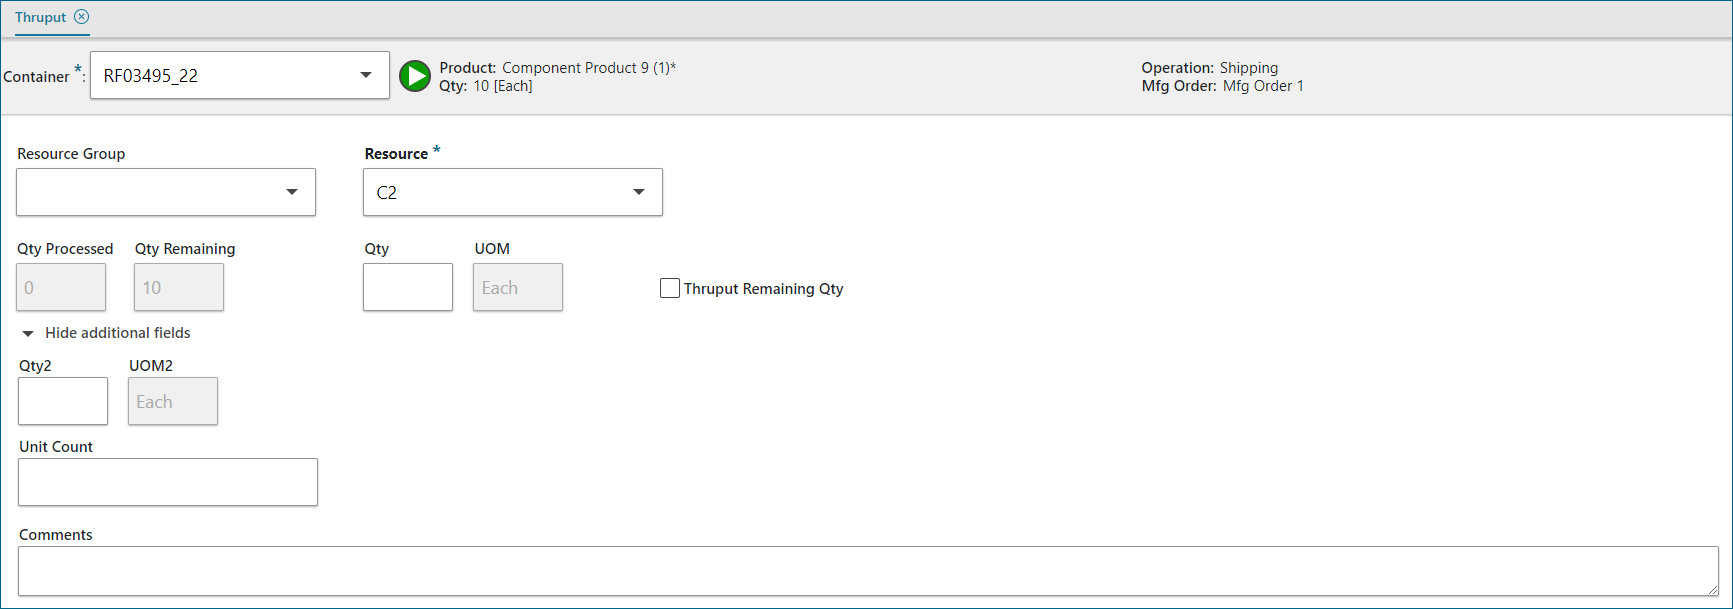 Thruput
Container *: RF03495_22
Product: Component Product 9 (1)*
Qty: 10 [Each]
Operation: Shipping
Mfg Order: Mfg Order 1
Resource Group
Resource *
C2
Qty Processed Qty Remaining Qty UOM
0 10 Each
Thruput Remaining Qty
Hide additional fields
Qty2 UOM2
Each
Unit Count
Comments